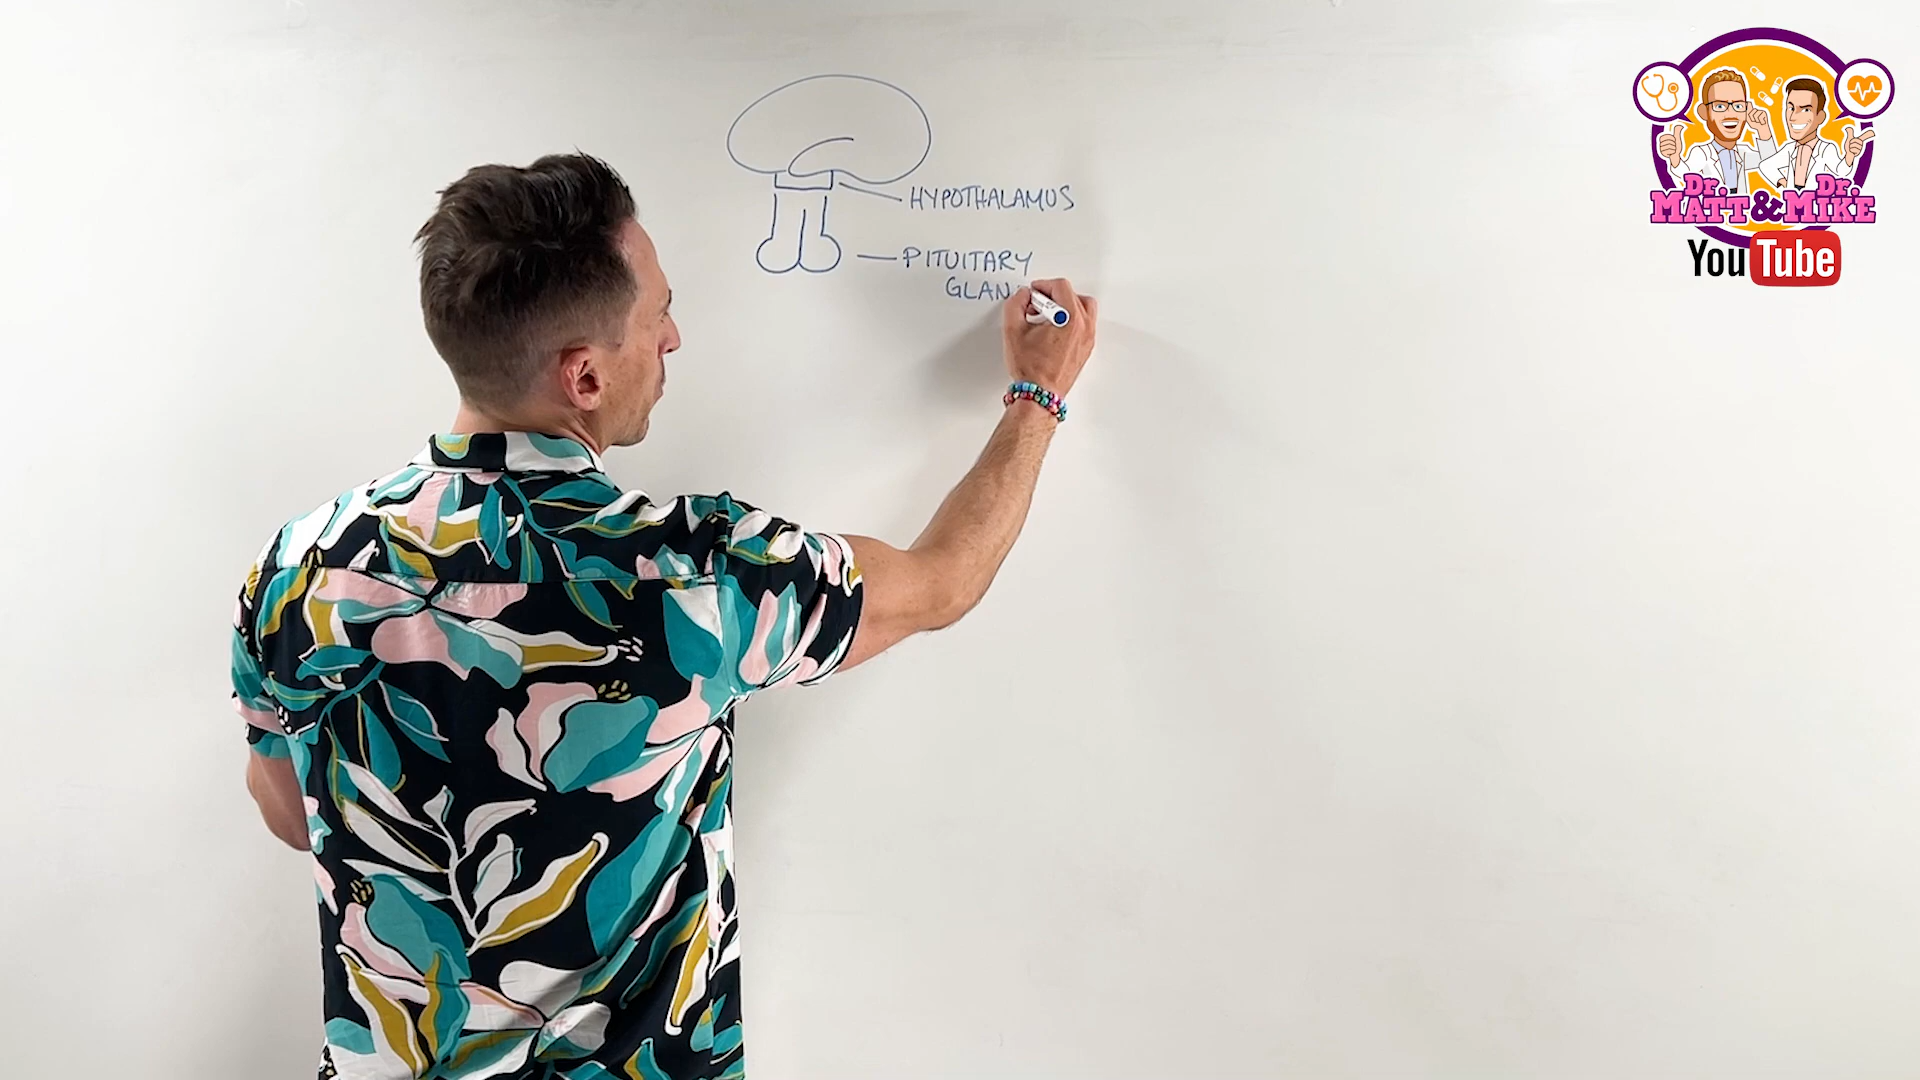 HYPOTHALAMUS
PITUITARY
GLAN
Dr. Dr.
MATT & MIKE
YouTube